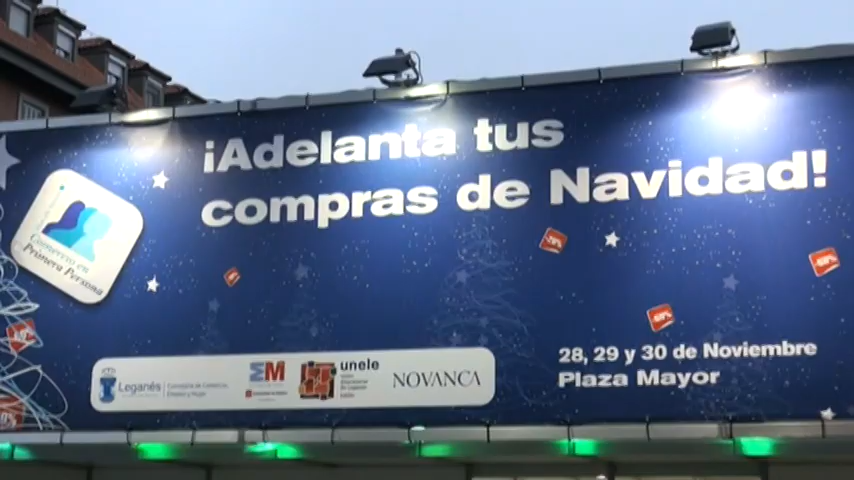 ¡Adelanta tus
compras de Navidad!
Comercio en
Primera Persona
28, 29 y 30 de Noviembre
Plaza Mayor
Leganés
EM
unele
NOVANCA